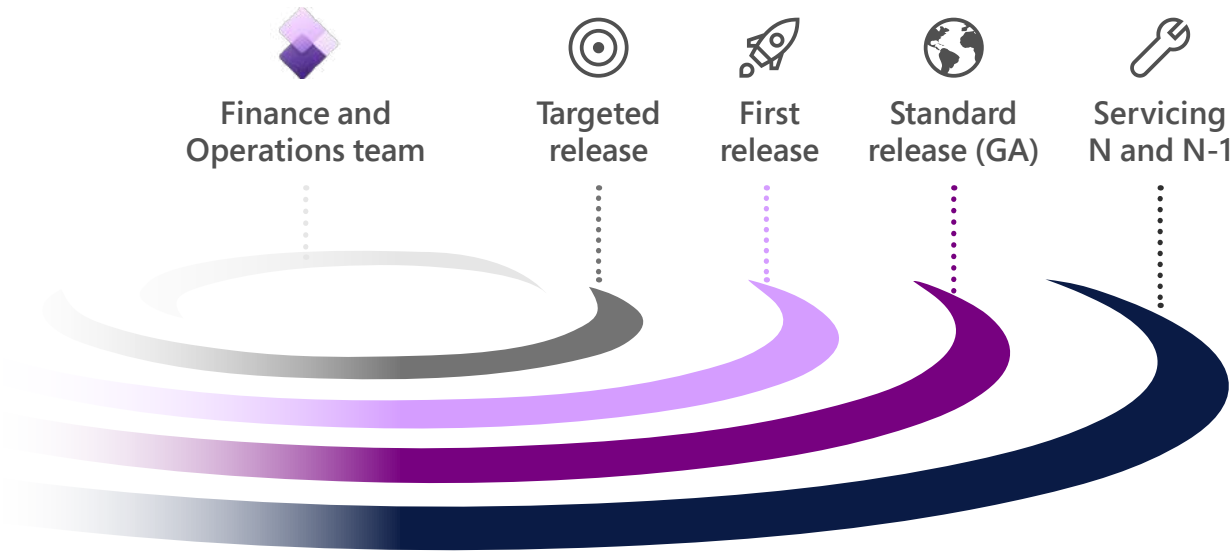 Finance and
Operations team
Targeted
release
First
release
Standard
release (GA)
Servicing
N and N-1